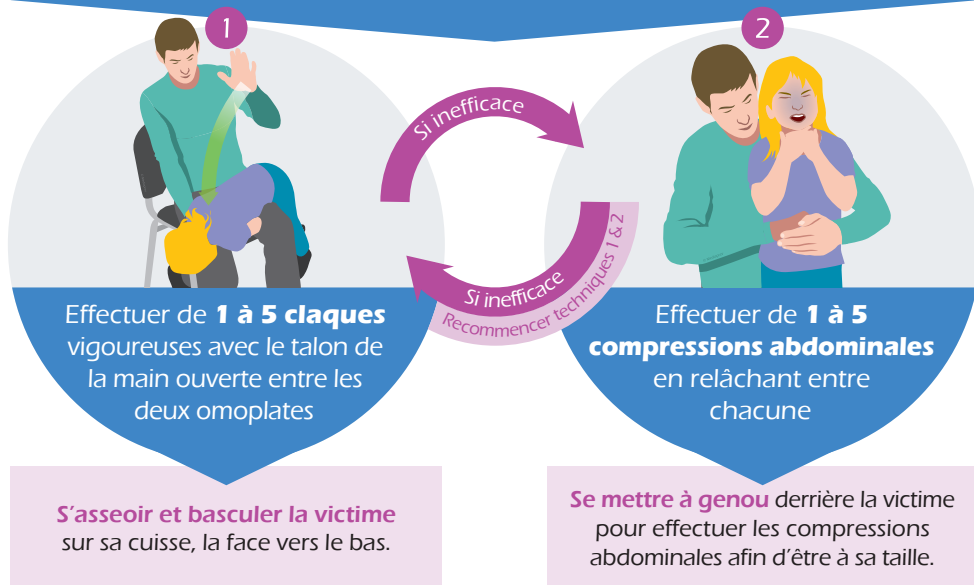 1
Effectuer de 1 à 5 claques
vigoureuses avec le talon de
la main ouverte entre les
deux omoplates
S'asseoir et basculer la victime
sur sa cuisse, la face vers le bas.
Si inefficace
Si inefficace
Recommencer techniques 1 & 2
2
Effectuer de 1 à 5
compressions abdominales
en relâchant entre
chacune
Se mettre à genou derrière la victime
pour effectuer les compressions
abdominales afin d'être à sa taille.